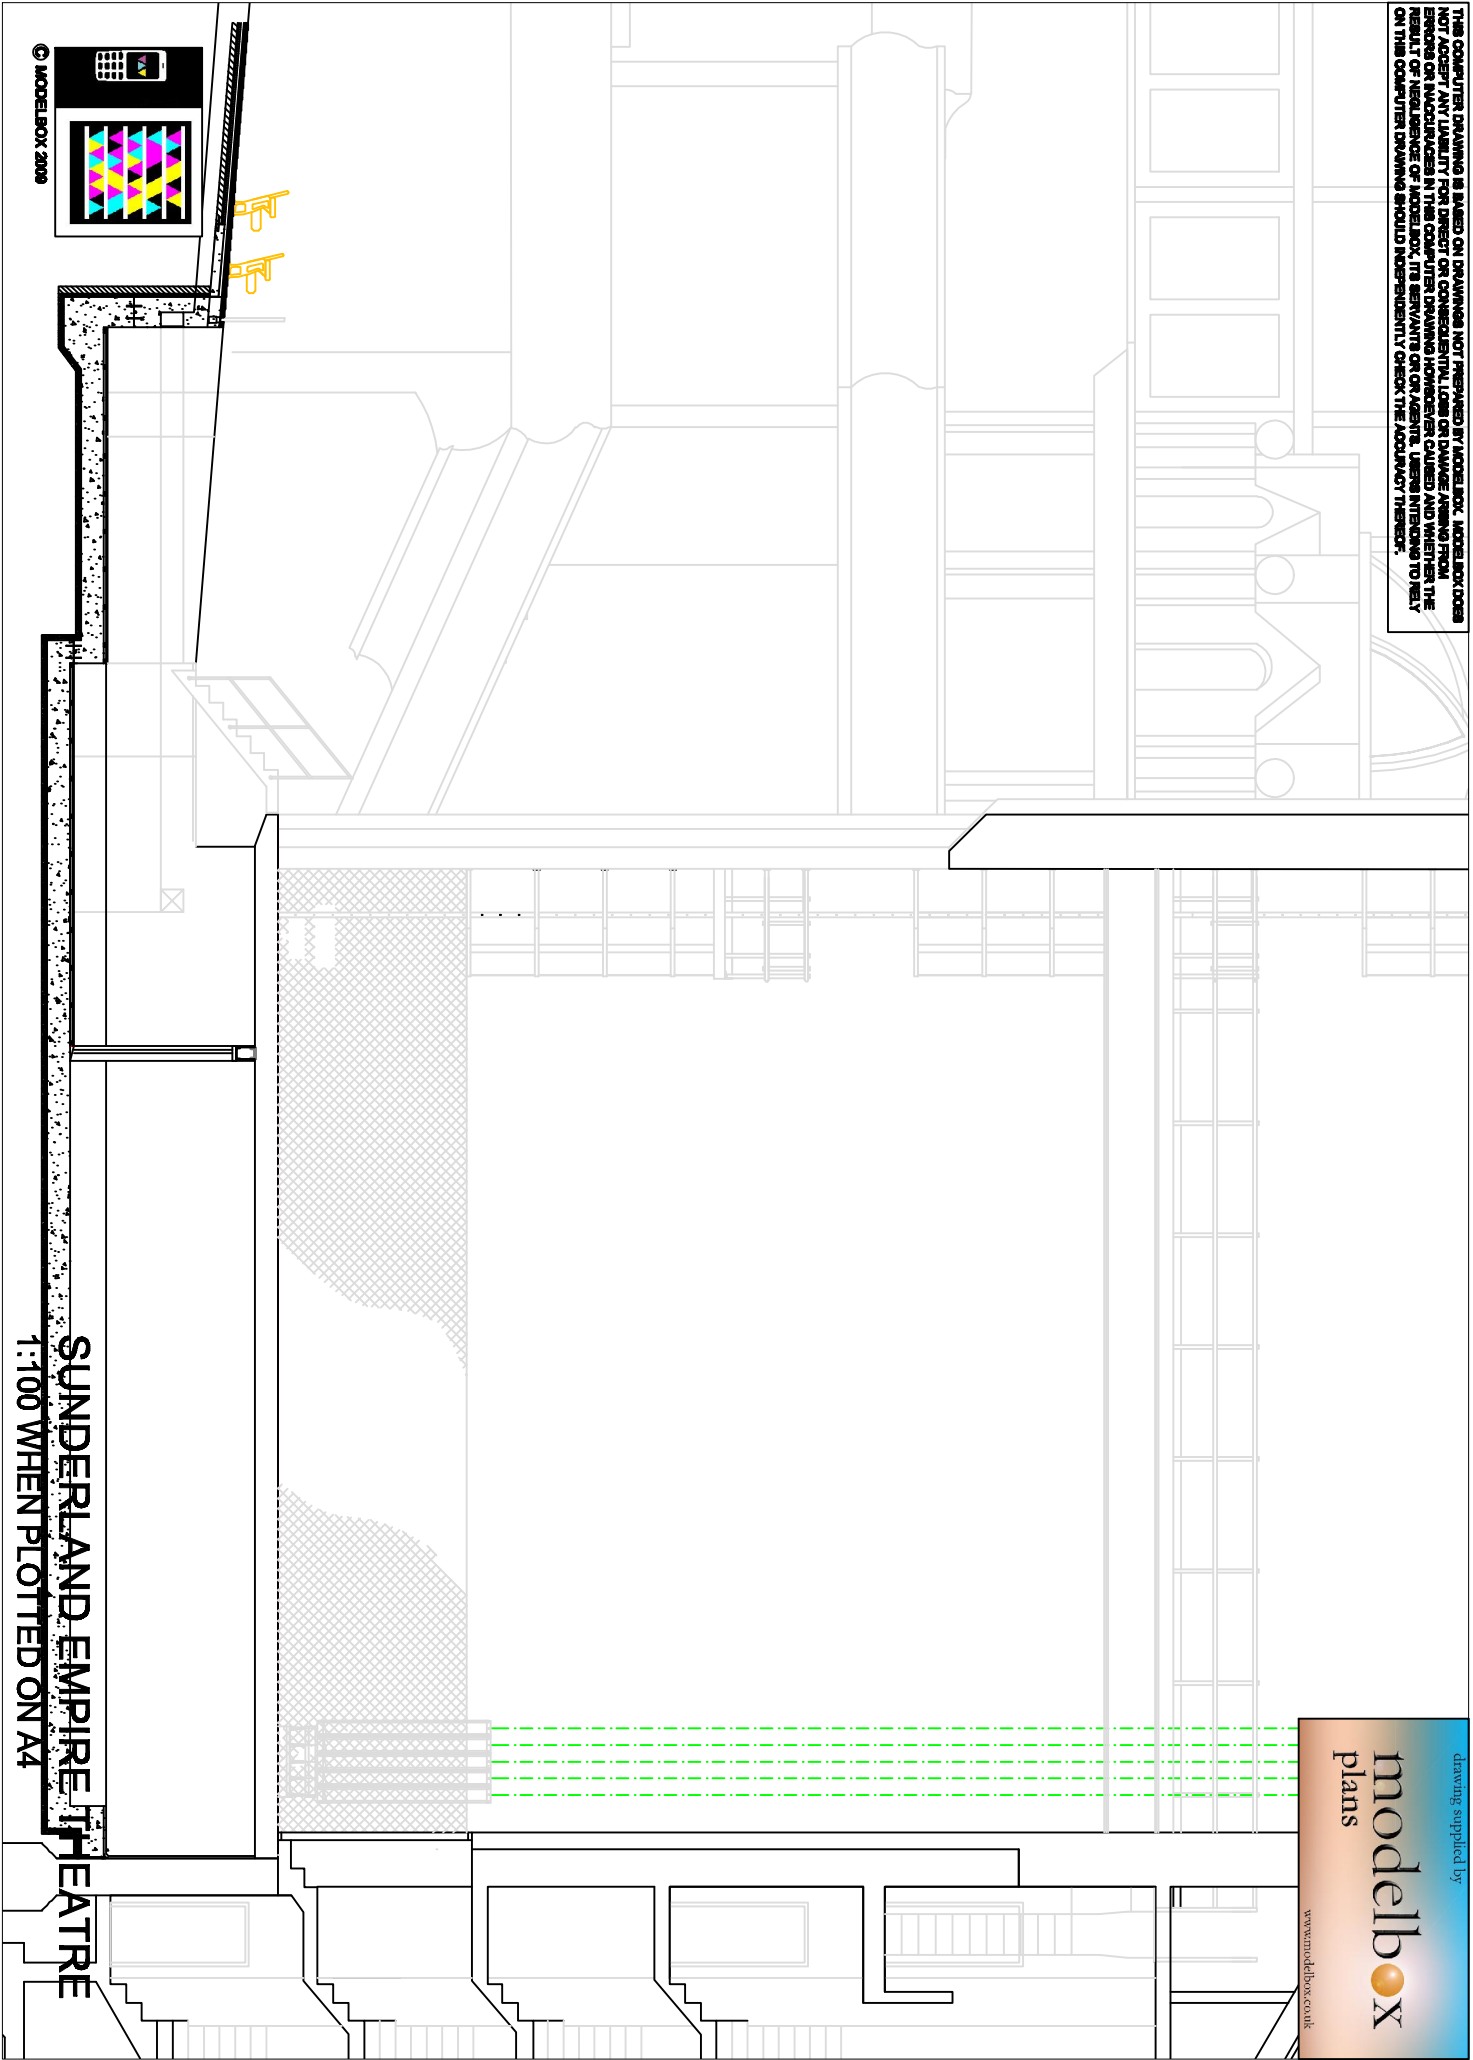 THIS COMPUTER DRAWING IS BASED ON DRAWINGS NOT PREPARED BY MODELBOX. MODELBOX DOES
NOT ACCEPT ANY LIABILITY FOR DIRECT OR CONSEQUENTIAL LOSS OR DAMAGE ARISING FROM
ERRORS OR INACCURACIES IN THIS COMPUTER DRAWING HOWSOEVER CAUSED AND WHETHER THE
RESULT OF NEGLIGENCE OF MODELBOX, ITS SERVANTS OR OR AGENTS. USERS INTENDING TO RELY
ON THIS COMPUTER DRAWING SHOULD INDEPENDENTLY CHECK THE ACCURACY THEREOF.
drawing supplied by
modelbox
plans
www.modelbox.co.uk
SUNDERLAND EMPIRE THEATRE
1:100 WHEN PLOTTED ON A4
© MODELBOX 2009